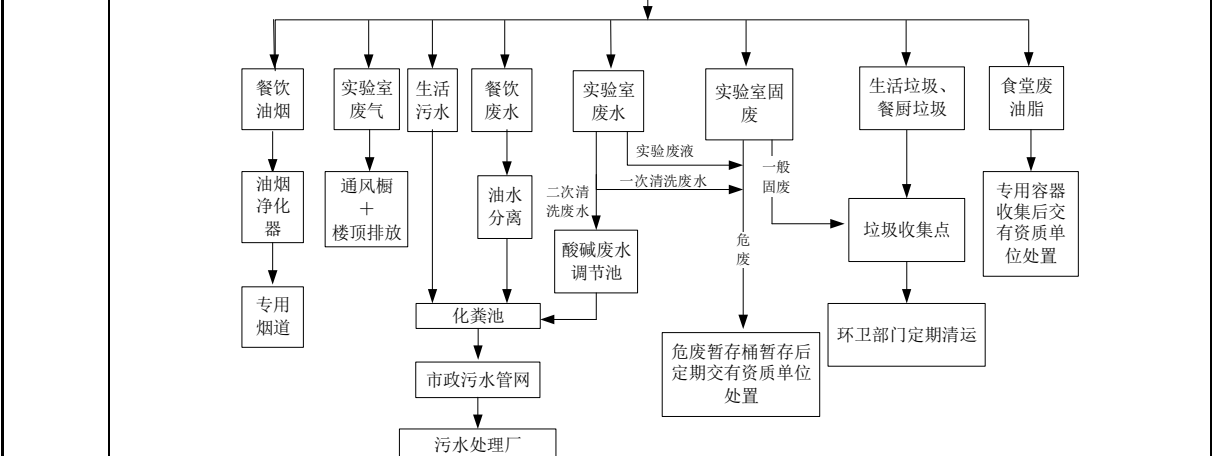 餐饮
油烟
实验室
废气
生活
污水
餐饮
废水
实验室
废水
实验室固
废
生活垃圾、
餐厨垃圾
食堂废
油脂
实验废液
一次清洗废水
一般
固废
油烟
净化
器
通风橱
＋
楼顶排放
油水
分离
二次清
洗废水
专用容器
收集后交
有资质单
位处置
垃圾收集点
酸碱废水
调节池
危
废
专用
烟道
化粪池
环卫部门定期清运
危废暂存桶暂存后
定期交有资质单位
处置
市政污水管网
污水处理厂